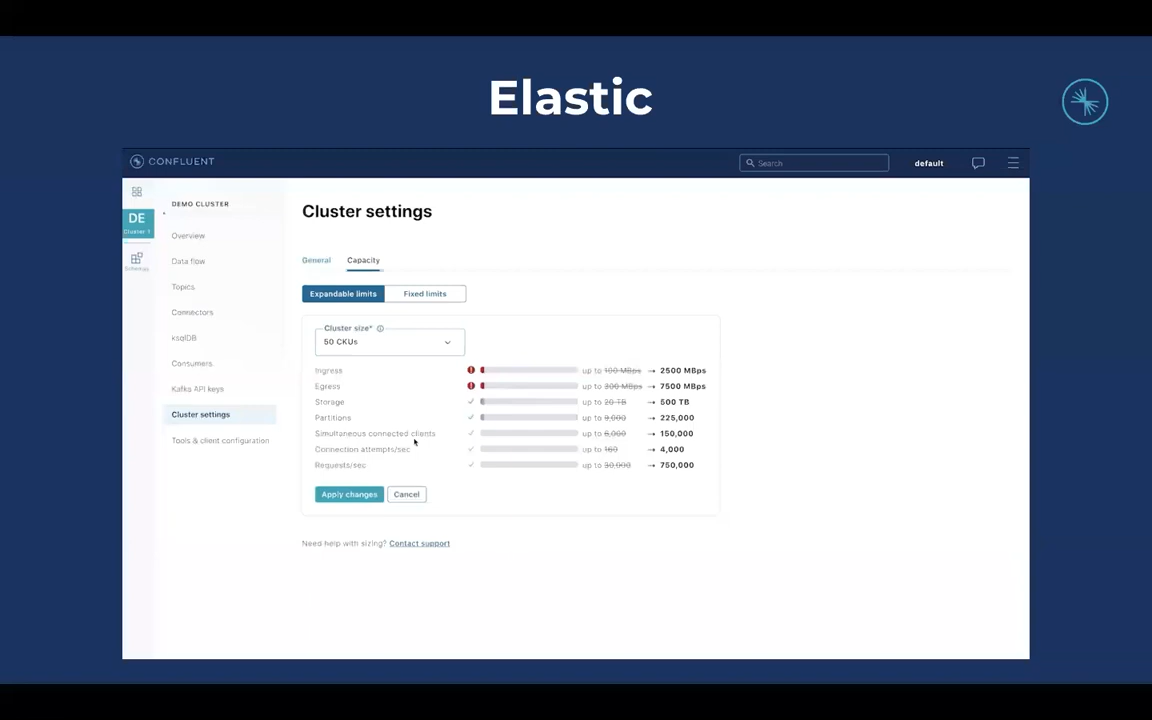 Elastic
CONFLUENT
Search
default
DE
Cluster 1
DEMO CLUSTER
Overview
Data flow
Topics
Connectors
ksqlDB
Consumers
Kafka API keys
Cluster settings
Tools & client configuration
Cluster settings
General Capacity
Expandable limits Fixed limits
Cluster size*
50 CKUs
Ingress up to 100 MBps → 2500 MBps
Egress up to 300 MBps → 7500 MBps
Storage up to 20 TB → 500 TB
Partitions up to 9,000 → 225,000
Simultaneous connected clients up to 6,000 → 150,000
Connection attempts/sec up to 160 → 4,000
Requests/sec up to 30,000 → 750,000
Apply changes Cancel
Need help with sizing? Contact support